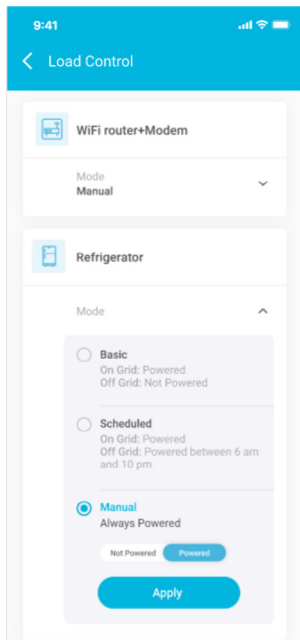 9:41
Load Control
WiFi router+Modem
Mode
Manual
Refrigerator
Mode
Basic
On Grid: Powered
Off Grid: Not Powered
Scheduled
On Grid: Powered
Off Grid: Powered between 6 am
and 10 pm
Manual
Always Powered
Not Powered Powered
Apply